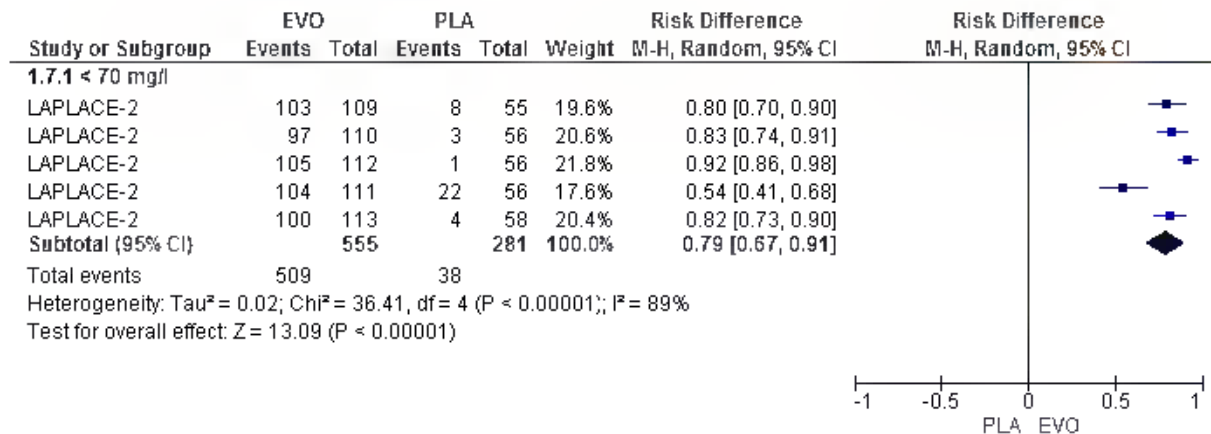 EVO PLA Risk Difference Risk Difference
Study or Subgroup Events Total Events Total Weight M-H, Random, 95% CI M-H, Random, 95% CI
1.7.1 < 70 mg/l
LAPLACE-2 103 109 8 55 19.6% 0.80 [0.70, 0.90]
LAPLACE-2 97 110 3 56 20.6% 0.83 [0.74, 0.91]
LAPLACE-2 105 112 1 56 21.8% 0.92 [0.86, 0.98]
LAPLACE-2 104 111 22 56 17.6% 0.54 [0.41, 0.68]
LAPLACE-2 100 113 4 58 20.4% 0.82 [0.73, 0.90]
Subtotal (95% CI) 555 281 100.0% 0.79 [0.67, 0.91]
Total events 509 38
Heterogeneity: Tau² = 0.02; Chi² = 36.41, df = 4 (P < 0.00001); I² = 89%
Test for overall effect: Z = 13.09 (P < 0.00001)
-1 -0.5 0 0.5 1
PLA EVO